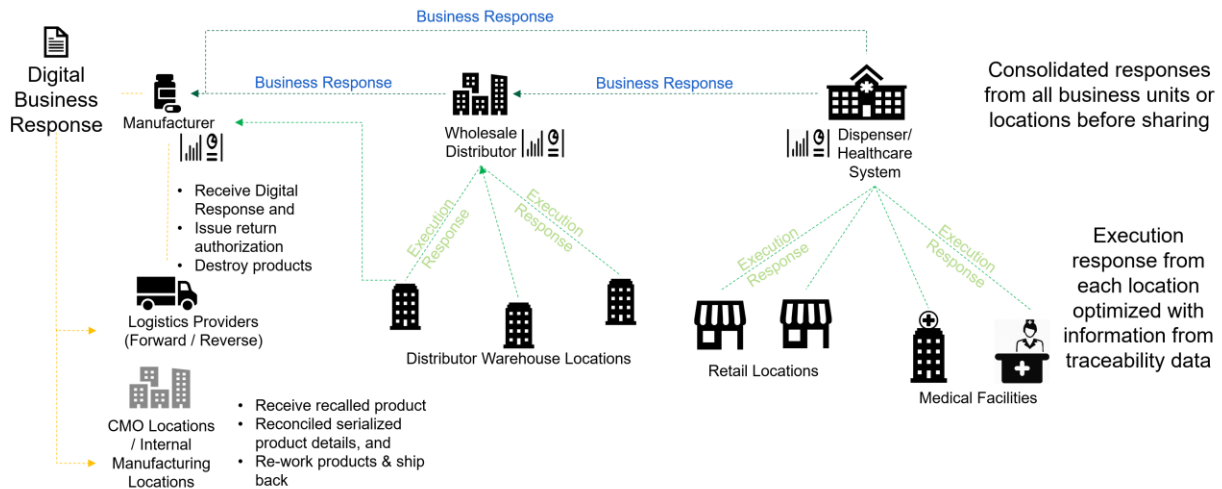 Business Response
Digital
Business
Response
Business Response
Business Response
Manufacturer
Wholesale
Distributor
Dispenser/
Healthcare
System
Consolidated responses
from all business units or
locations before sharing
• Receive Digital
Response and
• Issue return
authorization
• Destroy products
Execution
Response
Execution
Response
Execution
Response
Execution
Response
Execution
response from
each location
optimized with
information from
traceability data
Logistics Providers
(Forward / Reverse)
Distributor Warehouse Locations
Retail Locations
Medical Facilities
CMO Locations
/ Internal
Manufacturing
Locations
• Receive recalled product
• Reconciled serialized
product details, and
• Re-work products & ship
back